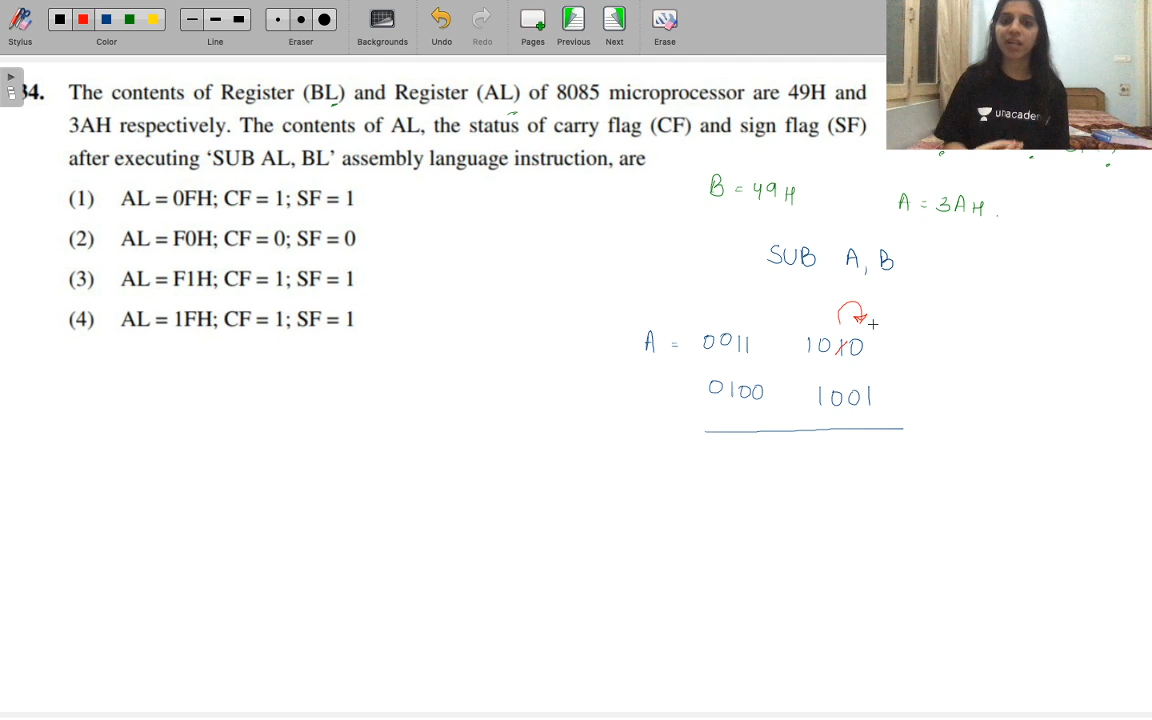 Stylus Color Line Eraser Backgrounds Undo Redo Pages Previous Next Erase
34. The contents of Register (BL) and Register (AL) of 8085 microprocessor are 49H and
3AH respectively. The contents of AL, the status of carry flag (CF) and sign flag (SF)
after executing ‘SUB AL, BL’ assembly language instruction, are
(1) AL = 0FH; CF = 1; SF = 1
(2) AL = F0H; CF = 0; SF = 0
(3) AL = F1H; CF = 1; SF = 1
(4) AL = 1FH; CF = 1; SF = 1
B = 49H A = 3AH.
SUB A, B
A = 0011 1010
0100 1001